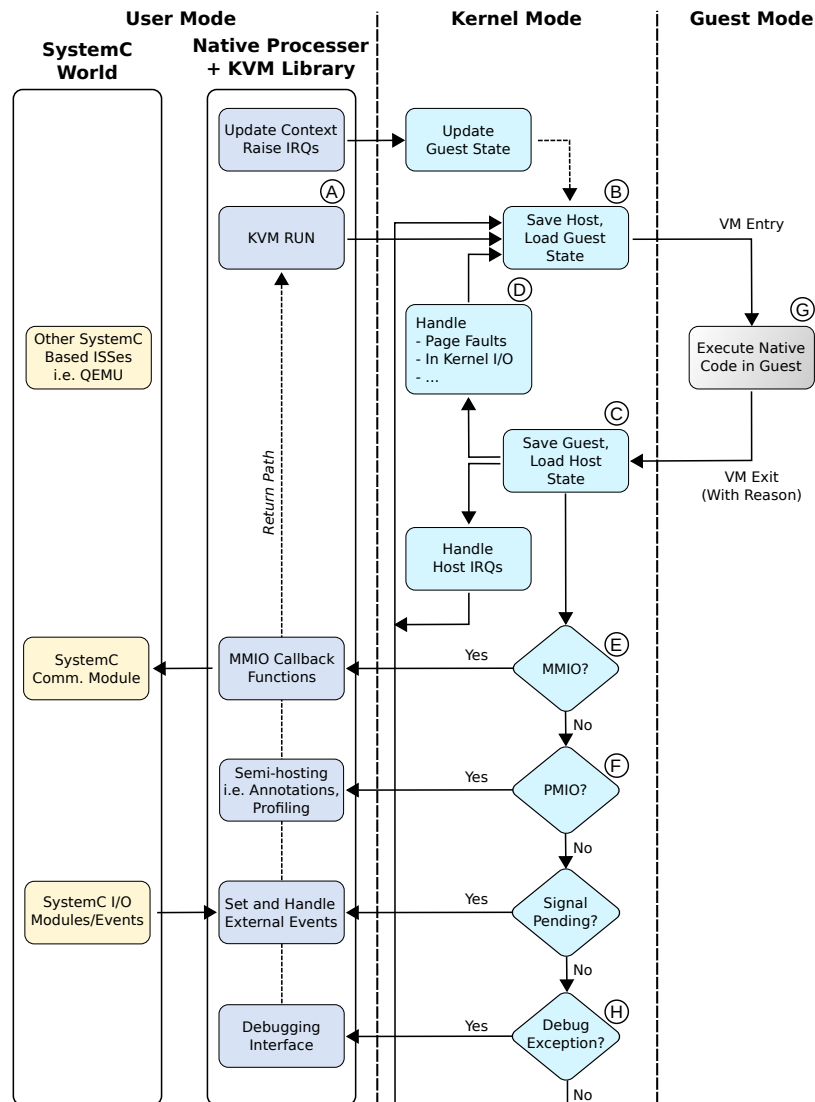 User Mode
Kernel Mode
Guest Mode
SystemC
World
Native Processer
+ KVM Library
Update Context
Raise IRQs
Update
Guest State
A
B
KVM RUN
Save Host,
Load Guest
State
VM Entry
D
G
Handle
- Page Faults
- In Kernel I/O
- ...
Other SystemC
Based ISSes
i.e. QEMU
Execute Native
Code in Guest
C
Save Guest,
Load Host
State
VM Exit
(With Reason)
Return Path
Handle
Host IRQs
E
SystemC
Comm. Module
MMIO Callback
Functions
Yes
MMIO?
No
F
Semi-hosting
i.e. Annotations,
Profiling
Yes
PMIO?
No
SystemC I/O
Modules/Events
Set and Handle
External Events
Yes
Signal
Pending?
No
H
Debugging
Interface
Yes
Debug
Exception?
No